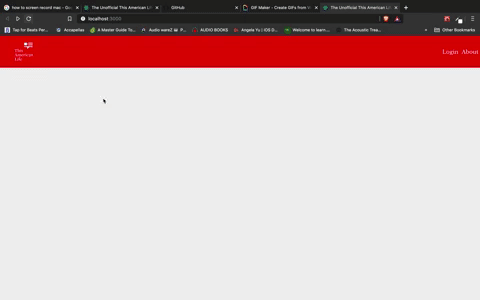 how to screen record mac - Go
The Unofficial This American Li
GitHub
GIF Maker - Create GIFs from V
The Unofficial This American Li
localhost:3000
Tap for Beats Per...
Accapellas
A Master Guide To...
Audio warez
AUDIO BOOKS
Angela Yu | iOS D...
Welcome to learn....
The Acoustic Trea...
Other Bookmarks
This
American
Life
Login About